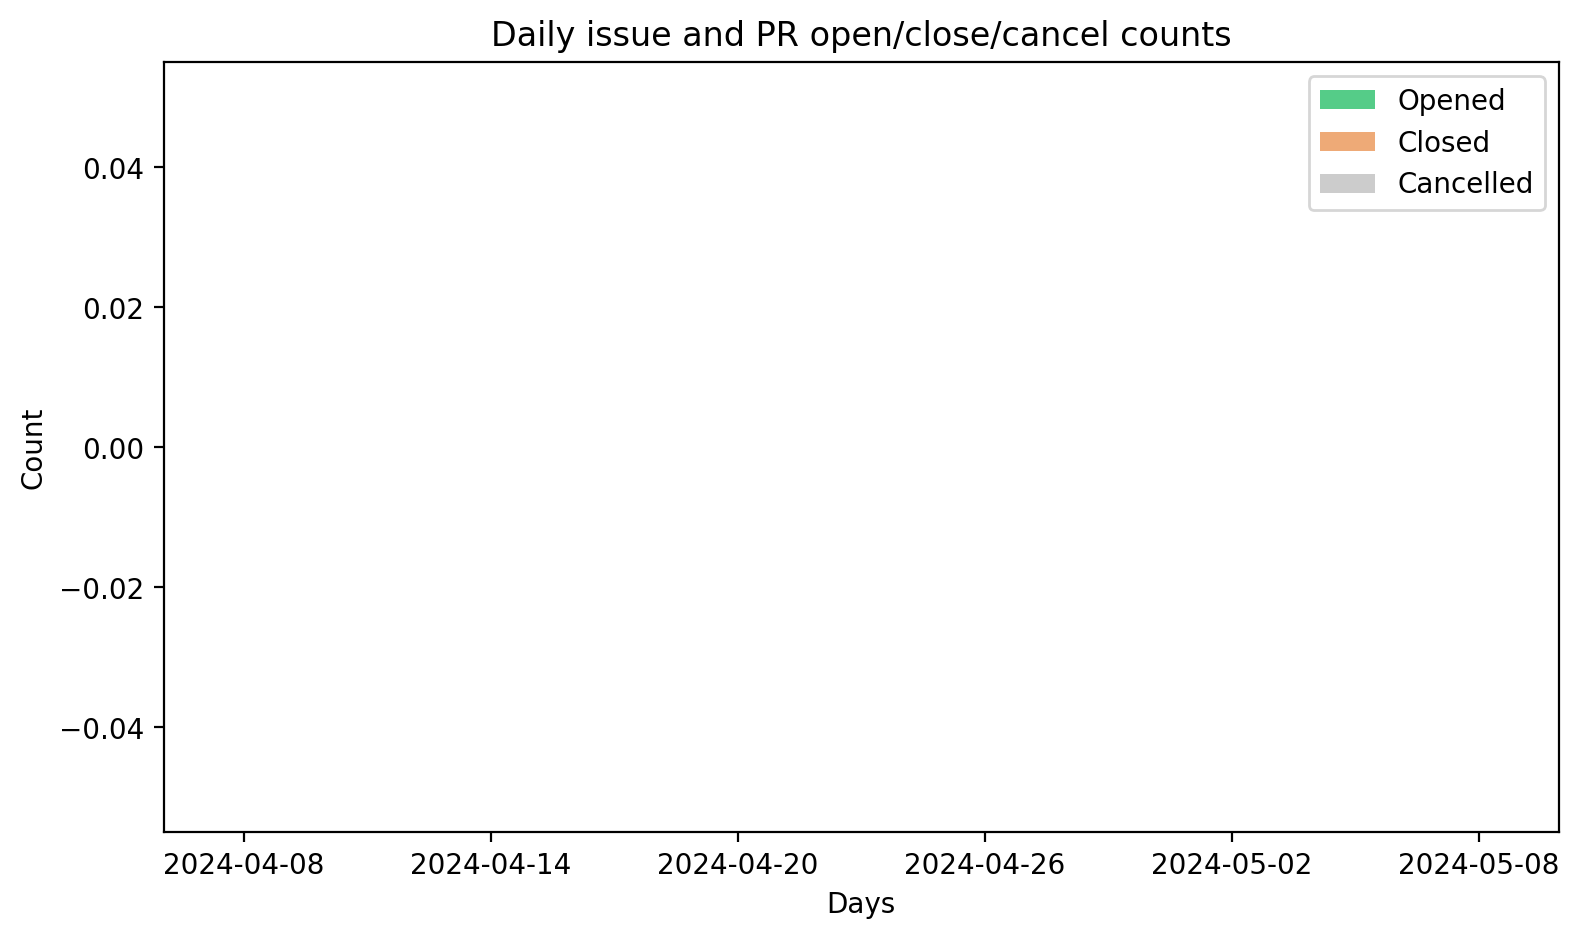 Daily issue and PR open/close/cancel counts
Opened
Closed
Cancelled
0.04
0.02
0.00
−0.02
−0.04
Count
2024-04-08 2024-04-14 2024-04-20 2024-04-26 2024-05-02 2024-05-08
Days